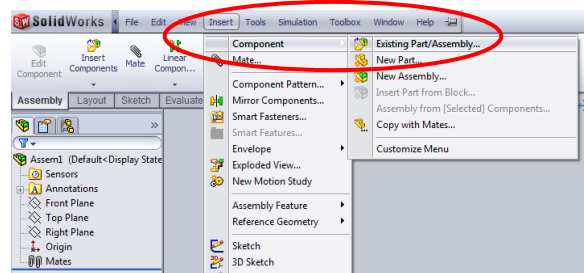 SolidWorks File Edit View Insert Tools Simulation Toolbox Window Help
Edit Component
Insert Components
Mate
Linear Compon...
Assembly Layout Sketch Evaluate
Assem1 (Default<Display State
Sensors
Annotations
Front Plane
Top Plane
Right Plane
Origin
Mates
Component
Mate...
Component Pattern...
Mirror Components...
Smart Fasteners...
Smart Features...
Envelope
Exploded View...
New Motion Study
Assembly Feature
Reference Geometry
Sketch
3D Sketch
Existing Part/Assembly...
New Part...
New Assembly...
Insert Part from Block...
Assembly from [Selected] Components...
Copy with Mates...
Customize Menu